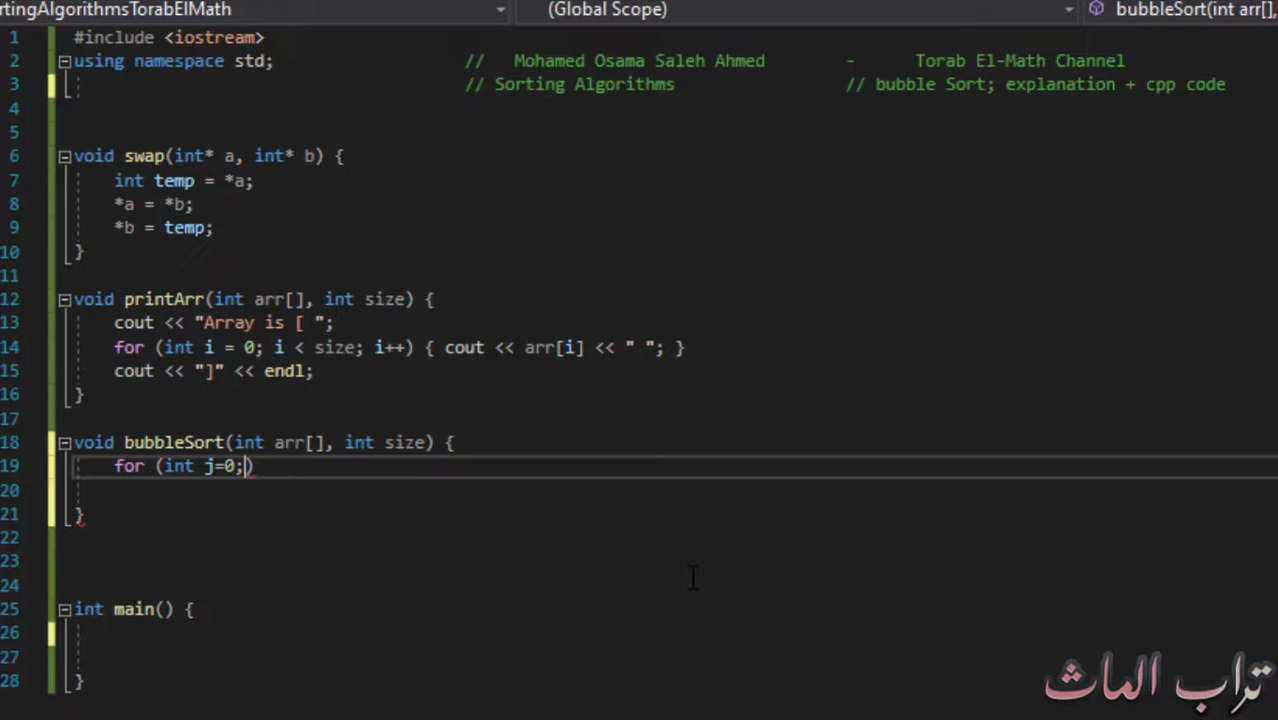 rtingAlgorithmsTorabElMath (Global Scope) bubbleSort(int arr[],
1 #include <iostream>
2 using namespace std; // Mohamed Osama Saleh Ahmed - Torab El-Math Channel
3 // Sorting Algorithms // bubble Sort; explanation + cpp code
4
5
6 void swap(int* a, int* b) {
7 int temp = *a;
8 *a = *b;
9 *b = temp;
10 }
11
12 void printArr(int arr[], int size) {
13 cout << "Array is [ ";
14 for (int i = 0; i < size; i++) { cout << arr[i] << " "; }
15 cout << "]" << endl;
16 }
17
18 void bubbleSort(int arr[], int size) {
19 for (int j=0;)
20
21 }
22
23
24
25 int main() {
26
27
28 }
تراب الماث